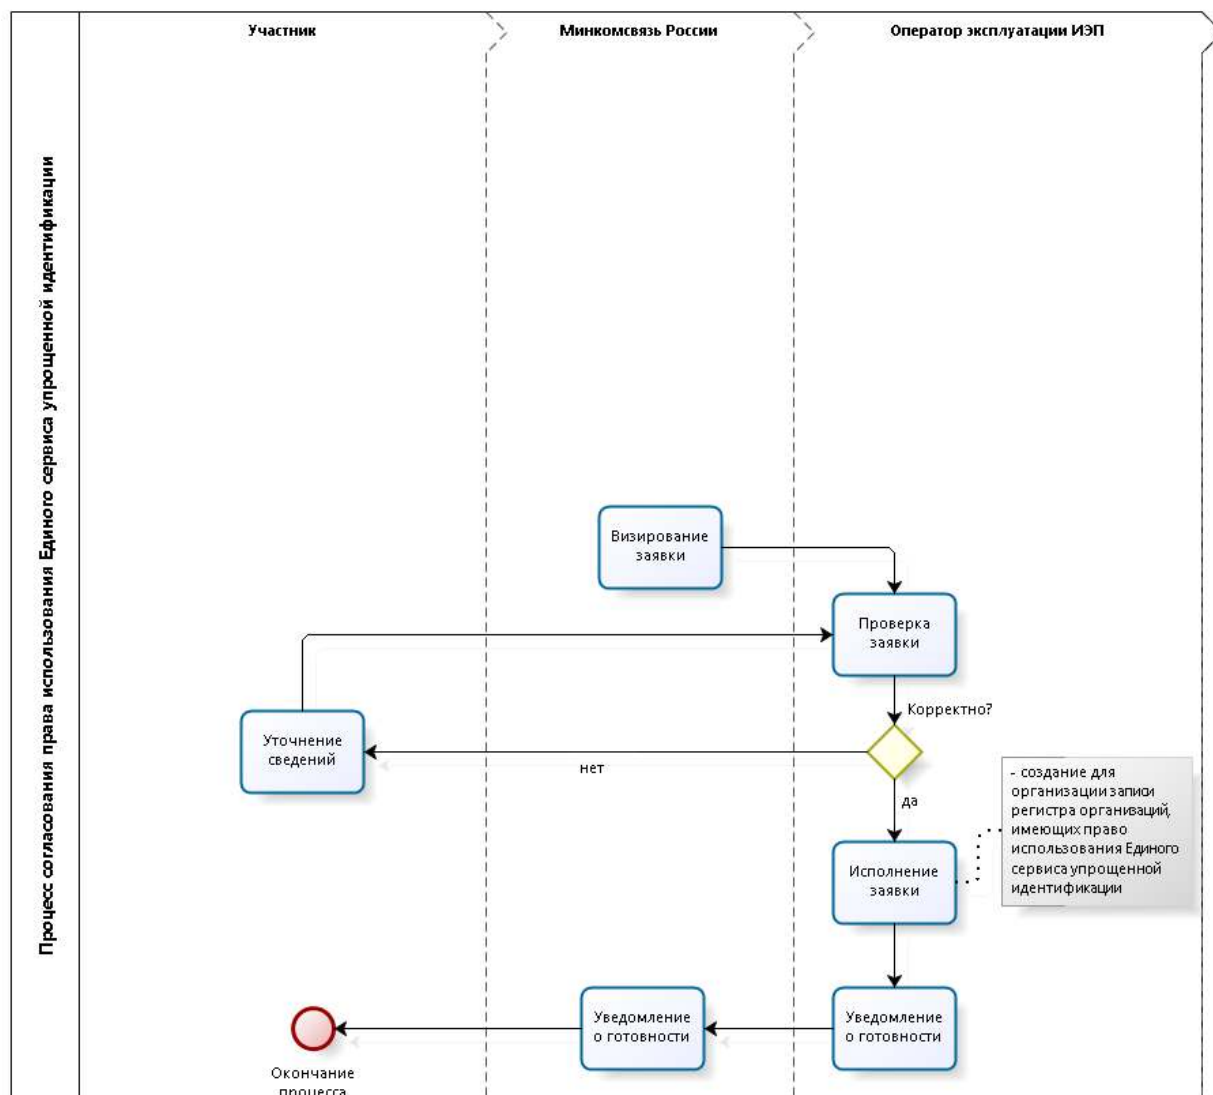 Процесс согласования права использования Единого сервиса упрощенной идентификации
Участник
Минкомсвязь России
Оператор эксплуатации ИЭП
Визирование
заявки
Проверка
заявки
Корректно?
Уточнение
сведений
нет
да
- создание для
организации записи
регистра организаций,
имеющих право
использования Единого
сервиса упрощенной
идентификации
Исполнение
заявки
Уведомление
о готовности
Уведомление
о готовности
Окончание
процесса